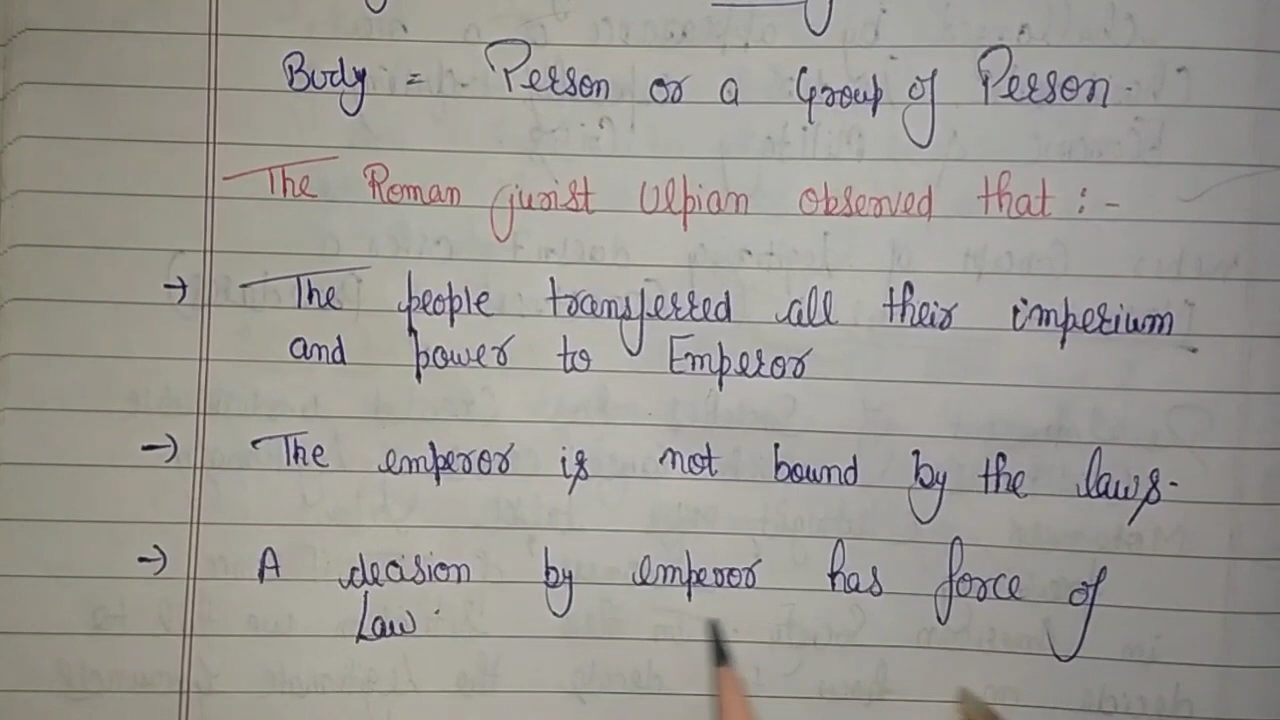 Body = Person or a Group of Person.
The Roman jurist Ulpian observed that :-
→ The people transferred all their imperium
and power to Emperor
→ The emperor is not bound by the laws.
→ A decision by emperor has force of
Law.